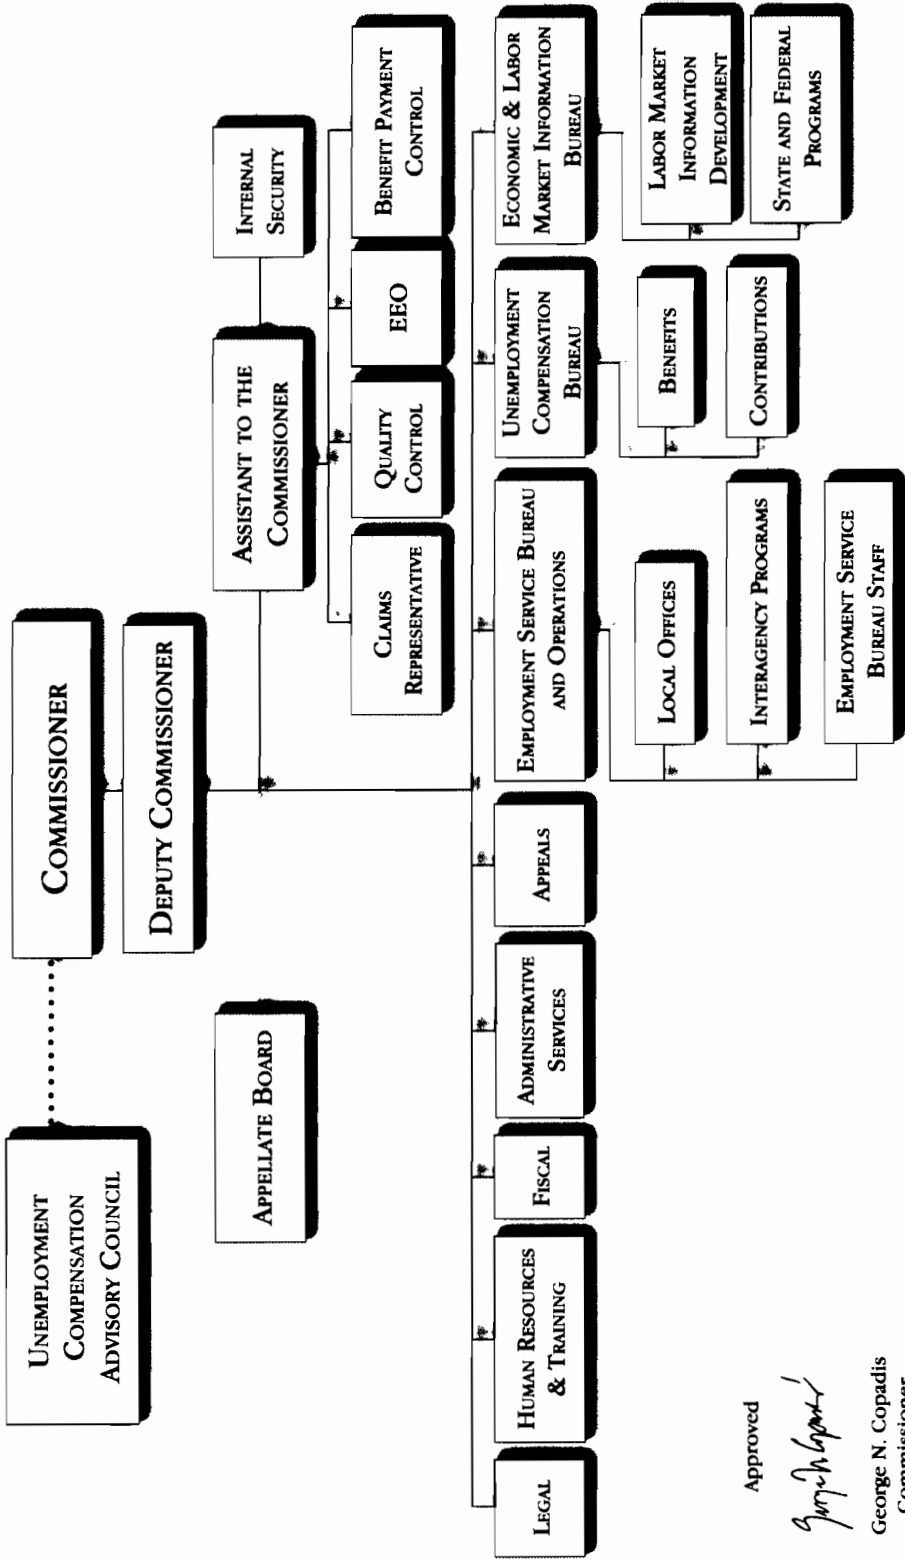 UNEMPLOYMENT
COMPENSATION
ADVISORY COUNCIL
COMMISSIONER
DEPUTY COMMISSIONER
APPELLATE BOARD
ASSISTANT TO THE
COMMISSIONER
INTERNAL
SECURITY
CLAIMS
REPRESENTATIVE
QUALITY
CONTROL
EEO
BENEFIT PAYMENT
CONTROL
LEGAL
HUMAN RESOURCES
& TRAINING
FISCAL
ADMINISTRATIVE
SERVICES
APPEALS
EMPLOYMENT SERVICE BUREAU
AND OPERATIONS
UNEMPLOYMENT
COMPENSATION
BUREAU
ECONOMIC & LABOR
MARKET INFORMATION
BUREAU
LOCAL OFFICES
INTERAGENCY PROGRAMS
EMPLOYMENT SERVICE
BUREAU STAFF
BENEFITS
CONTRIBUTIONS
LABOR MARKET
INFORMATION
DEVELOPMENT
STATE AND FEDERAL
PROGRAMS
Approved
George N. Copadis
Commissioner